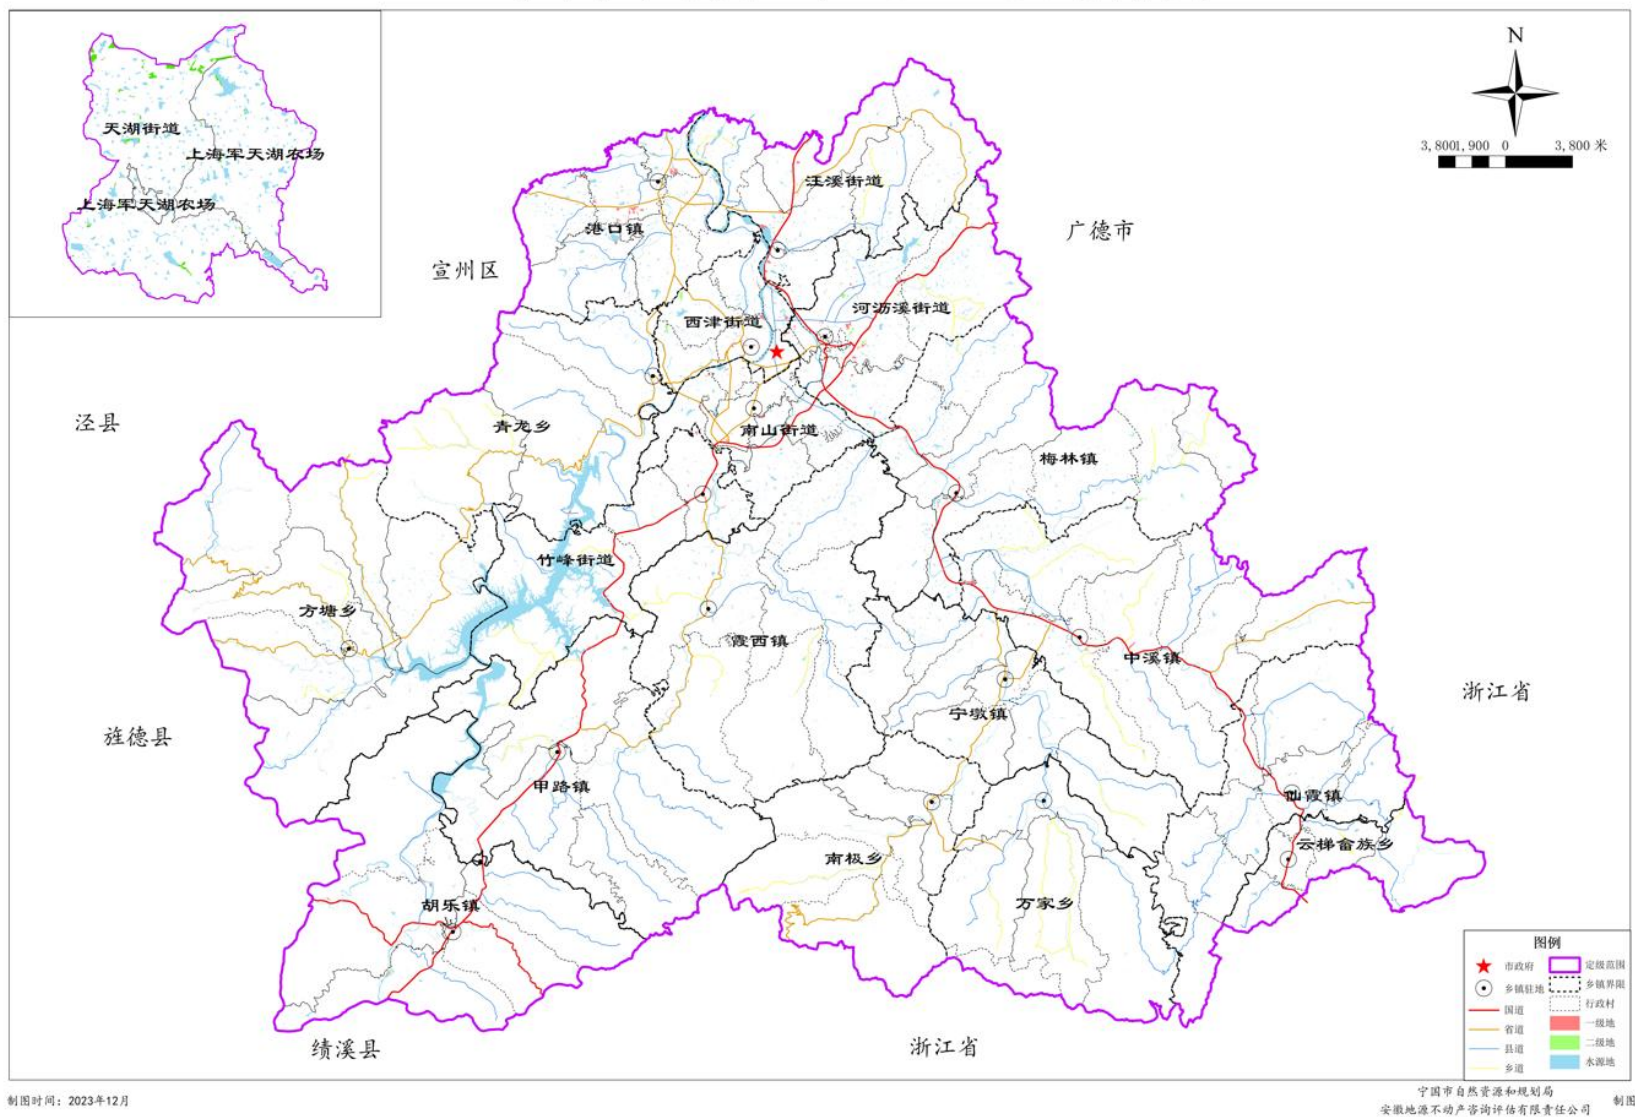 天湖街道
上海军天湖农场
上海军天湖农场
N
3,800 1,900 0 3,800 米
汪溪街道
港口镇
广德市
宣州区
河沥溪街道
西津街道
泾县
青龙乡
南山街道
梅林镇
竹峰街道
方塘乡
霞西镇
中溪镇
浙江省
宁墩镇
旌德县
甲路镇
仙霞镇
云梯畲族乡
南极乡
万家乡
胡乐镇
绩溪县
浙江省
图例
市政府 定级范围
乡镇驻地 乡镇界限
国道 行政村
省道 一级地
县道 二级地
乡道 水源地
制图时间：2023年12月
宁国市自然资源和规划局
安徽地源不动产咨询评估有限责任公司
制图